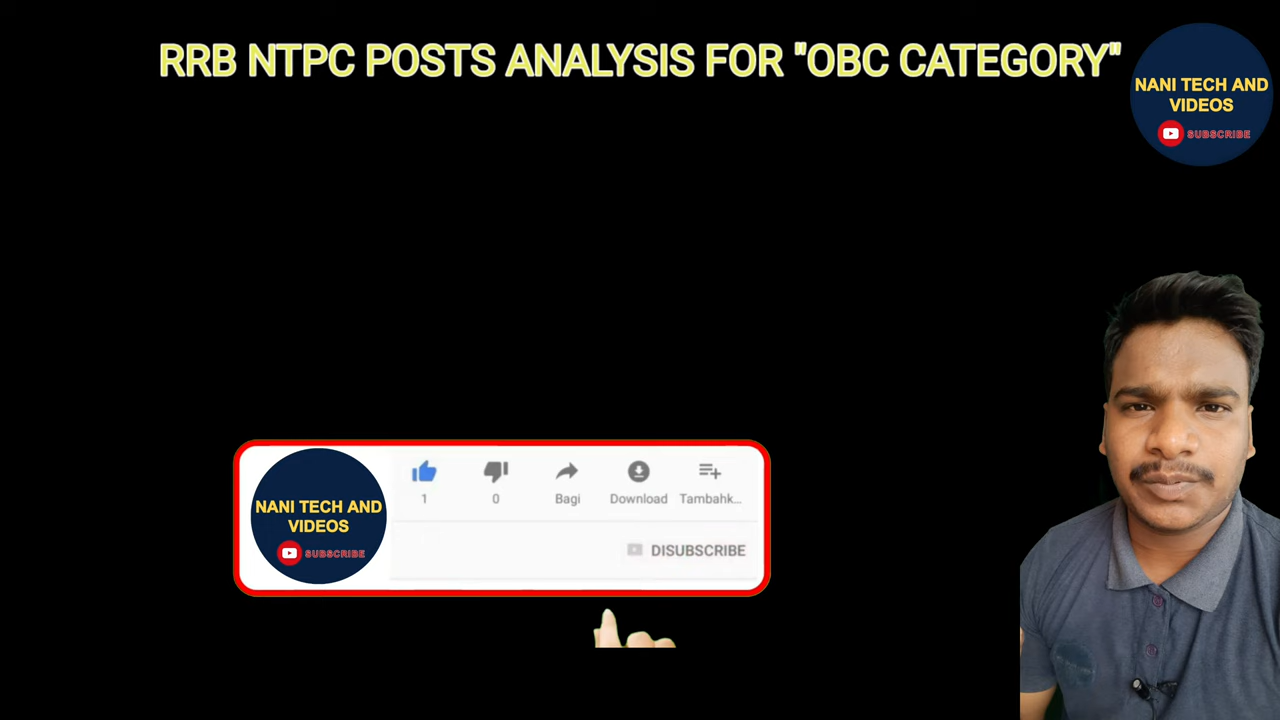 RRB NTPC POSTS ANALYSIS FOR "OBC CATEGORY"
NANI TECH AND
VIDEOS
SUBSCRIBE
NANI TECH AND
VIDEOS
SUBSCRIBE
1
0
Bagi
Download
Tambahk...
DISUBSCRIBE